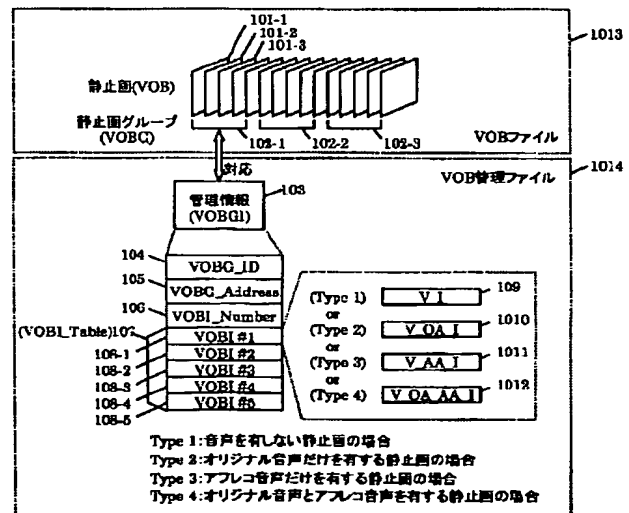 101-1
101-2
101-3
1013
静止画(VOB)
静止画グループ
(VOBG)
102-1
102-2
102-3
VOBファイル
対応
1014
VOB管理ファイル
管理情報
(VOBGI)
103
104
VOBG_ID
105
VOBG_Address
106
VOBI_Number
(VOBI_Table)107
108-1
VOBI #1
108-2
VOBI #2
108-3
VOBI #3
108-4
VOBI #4
108-5
VOBI #5
(Type 1)
V_I
109
or
(Type 2)
V_OA_I
1010
or
(Type 3)
V_AA_I
1011
or
(Type 4)
V_OA_AA_I
1012
Type 1:音声を有しない静止画の場合
Type 2:オリジナル音声だけを有する静止画の場合
Type 3:アフレコ音声だけを有する静止画の場合
Type 4:オリジナル音声とアフレコ音声を有する静止画の場合